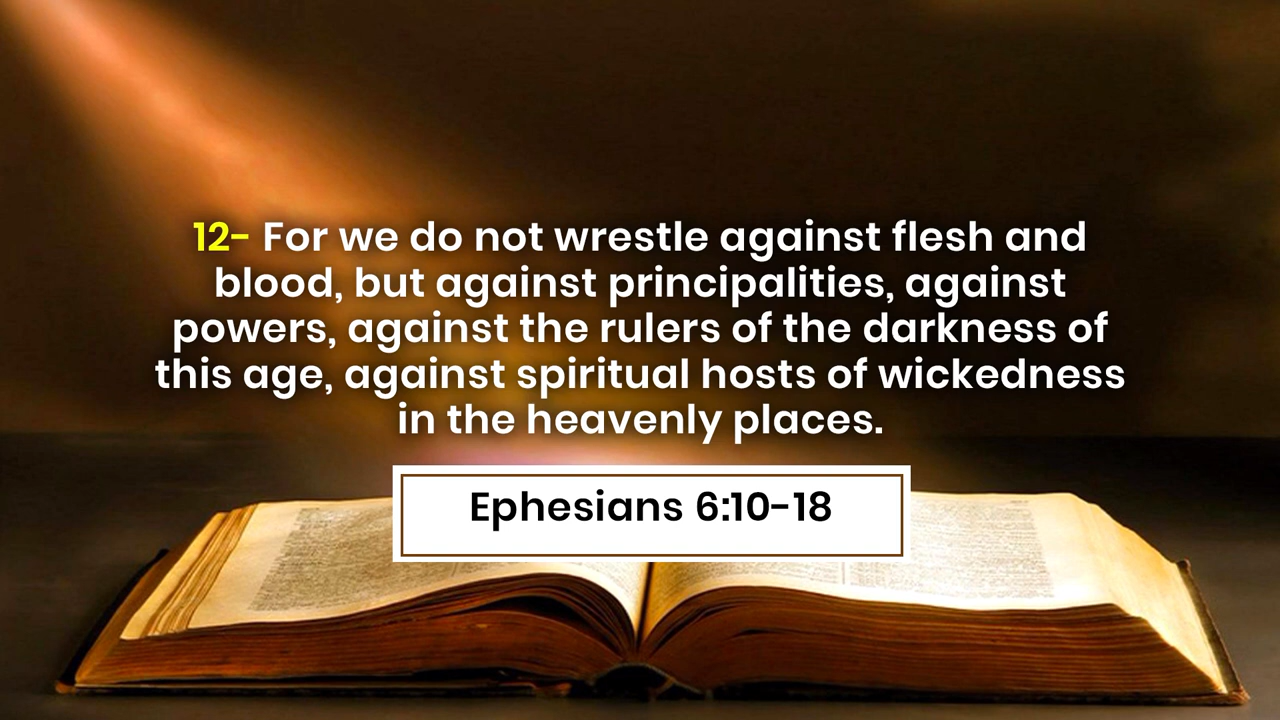 12- For we do not wrestle against flesh and
blood, but against principalities, against
powers, against the rulers of the darkness of
this age, against spiritual hosts of wickedness
in the heavenly places.
Ephesians 6:10-18